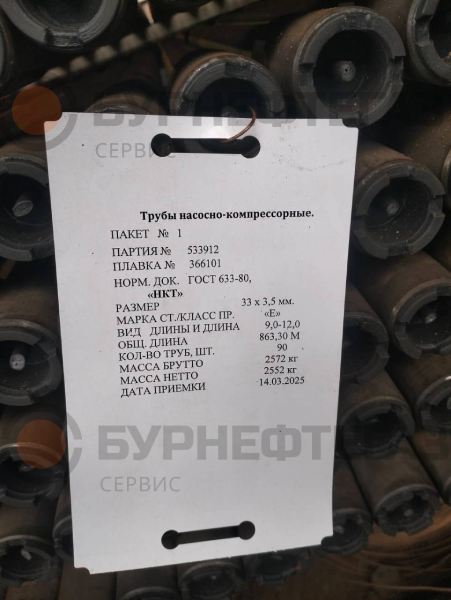 БУРНЕФТ
СЕРВИС
Трубы насосно-компрессорные.
ПАКЕТ № 1
ПАРТИЯ № 533912
ПЛАВКА № 366101
НОРМ. ДОК. ГОСТ 633-80,
«НКТ»
РАЗМЕР 33 х 3,5 мм.
МАРКА СТ./КЛАСС ПР. «Е»
ВИД ДЛИНЫ И ДЛИНА 9,0-12,0
ОБЩ. ДЛИНА 863,30 М
КОЛ-ВО ТРУБ, ШТ. 90
МАССА БРУТТО 2572 кг
МАССА НЕТТО 2552 кг
ДАТА ПРИЕМКИ 14.03.2025
БУРНЕФТ
СЕРВИС